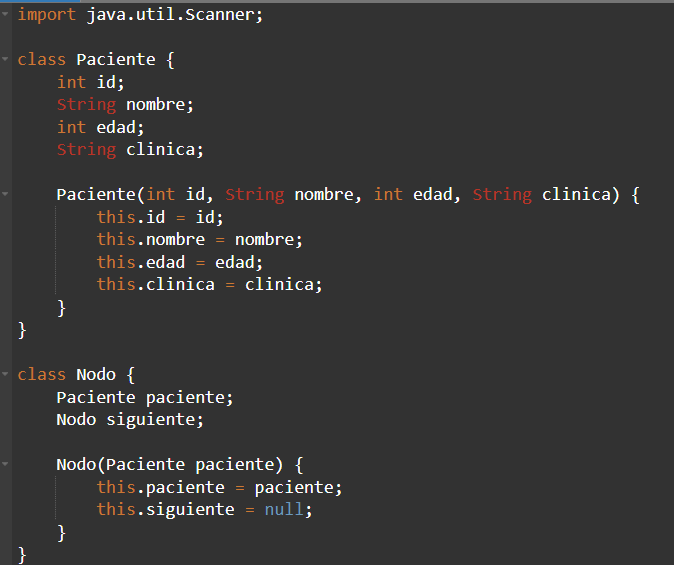 import java.util.Scanner;
class Paciente {
int id;
String nombre;
int edad;
String clinica;
Paciente(int id, String nombre, int edad, String clinica) {
this.id = id;
this.nombre = nombre;
this.edad = edad;
this.clinica = clinica;
}
}
class Nodo {
Paciente paciente;
Nodo siguiente;
Nodo(Paciente paciente) {
this.paciente = paciente;
this.siguiente = null;
}
}